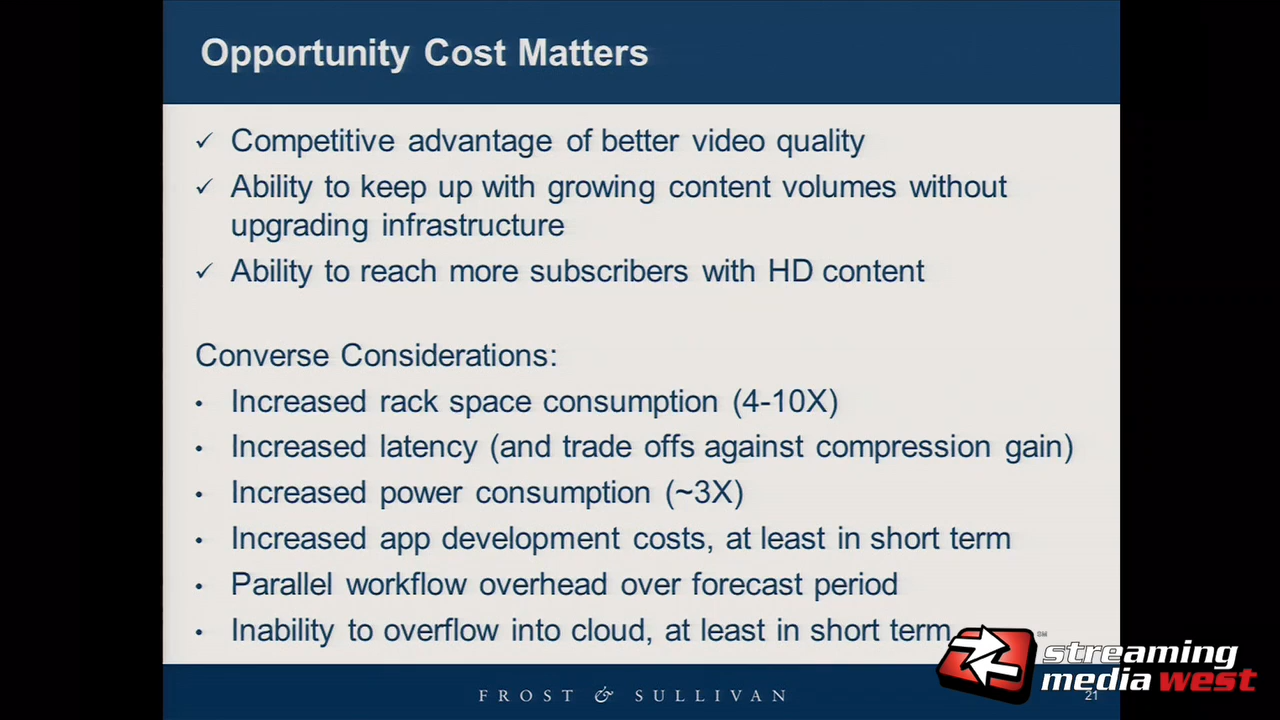 Opportunity Cost Matters
✓ Competitive advantage of better video quality
✓ Ability to keep up with growing content volumes without
upgrading infrastructure
✓ Ability to reach more subscribers with HD content
Converse Considerations:
• Increased rack space consumption (4-10X)
• Increased latency (and trade offs against compression gain)
• Increased power consumption (~3X)
• Increased app development costs, at least in short term
• Parallel workflow overhead over forecast period
• Inability to overflow into cloud, at least in short term
FROST & SULLIVAN
21
SM
streaming
media west